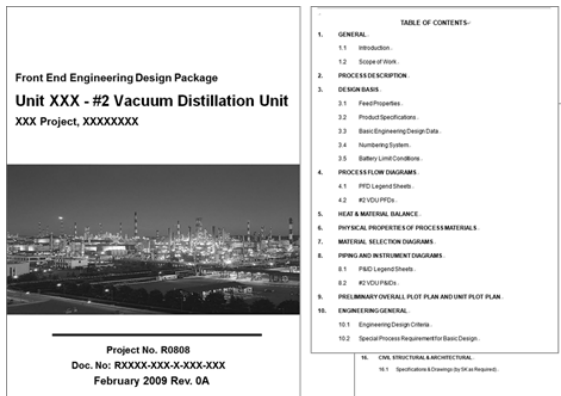 Front End Engineering Design Package
Unit XXX - #2 Vacuum Distillation Unit
XXX Project, XXXXXXXX
Project No. R0808
Doc. No: RXXXX-XXX-X-XXX-XXX
February 2009 Rev. 0A
TABLE OF CONTENTS
1. GENERAL
1.1 Introduction
1.2 Scope of Work
2. PROCESS DESCRIPTION
3. DESIGN BASIS
3.1 Feed Properties
3.2 Product Specifications
3.3 Basic Engineering Design Data
3.4 Numbering System
3.5 Battery Limit Conditions
4. PROCESS FLOW DIAGRAMS
4.1 PFD Legend Sheets
4.2 #2 VDU PFDs
5. HEAT & MATERIAL BALANCE
6. PHYSICAL PROPERTIES OF PROCESS MATERIALS
7. MATERIAL SELECTION DIAGRAMS
8. PIPING AND INSTRUMENT DIAGRAMS
8.1 P&ID Legend Sheets
8.2 #2 VDU P&IDs
9. PRELIMINARY OVERALL PLOT PLAN AND UNIT PLOT PLAN
10. ENGINEERING GENERAL
10.1 Engineering Design Criteria
10.2 Special Process Requirement for Basic Design
16. CIVIL STRUCTURAL & ARCHITECTURAL
16.1 Specifications & Drawings (by SK as Required)